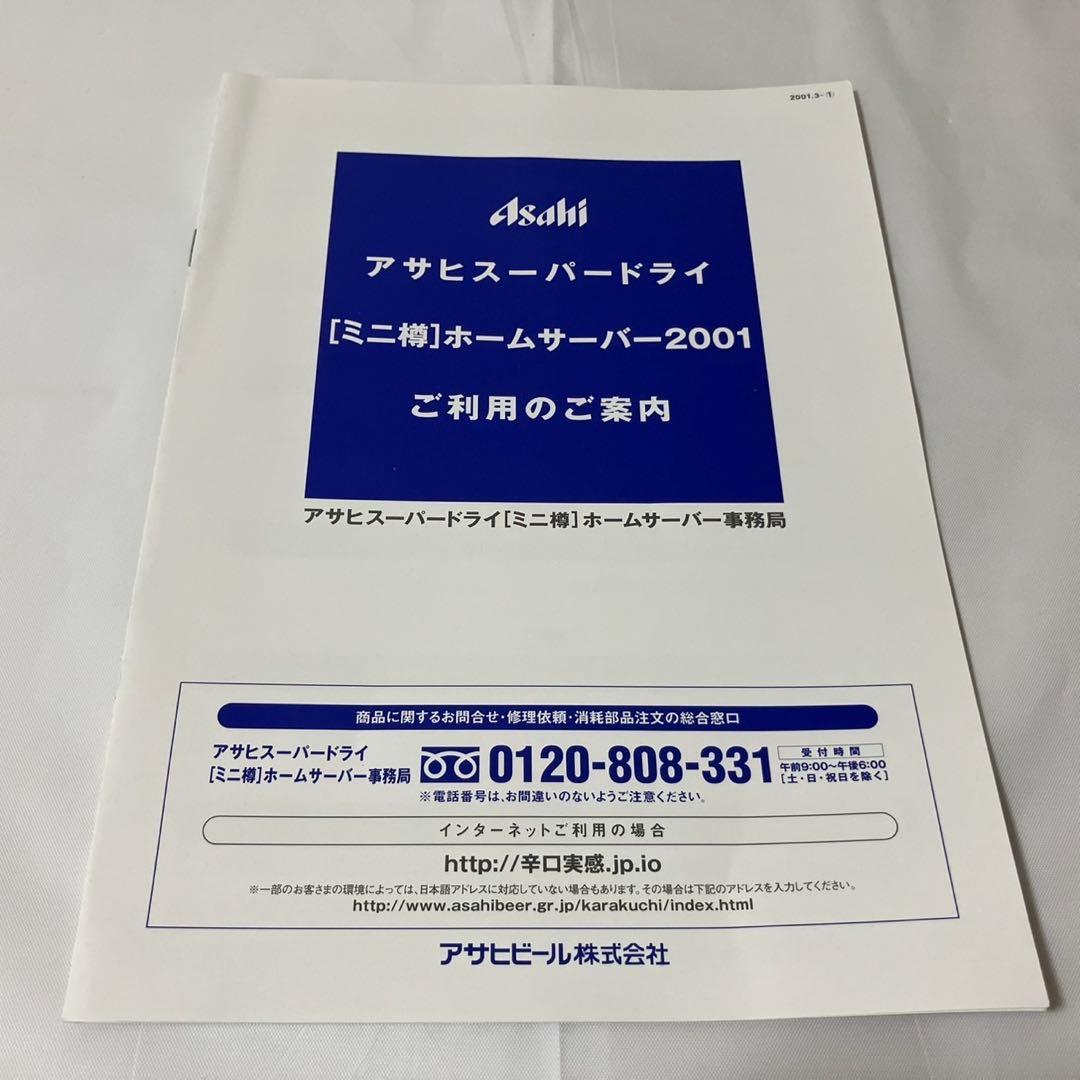 2001.3-①
Asahi
アサヒスーパードライ
[ミニ樽]ホームサーバー2001
ご利用のご案内
アサヒスーパードライ[ミニ樽]ホームサーバー事務局
商品に関するお問合せ・修理依頼・消耗部品注文の総合窓口
アサヒスーパードライ
[ミニ樽]ホームサーバー事務局
0120-808-331
受付時間
午前9:00〜午後6:00
[土・日・祝日を除く]
※電話番号は、お間違いのないようご注意ください。
インターネットご利用の場合
http://辛口実感.jp.io
※一部のお客さまの環境によっては、日本語アドレスに対応していない場合もあります。その場合は下記のアドレスを入力してください。
http://www.asahibeer.gr.jp/karakuchi/index.html
アサヒビール株式会社